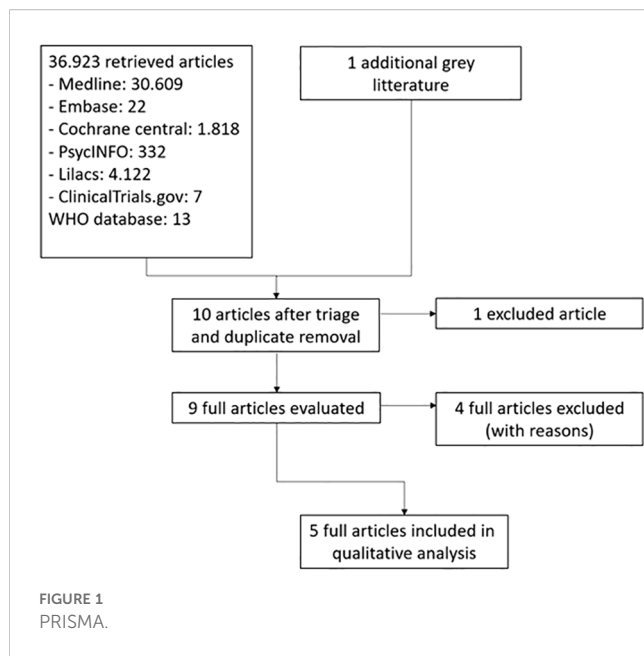 36.923 retrieved articles
- Medline: 30.609
- Embase: 22
- Cochrane central: 1.818
- PsycINFO: 332
- Lilacs: 4.122
- ClinicalTrials.gov: 7
WHO database: 13
1 additional grey
litterature
10 articles after triage
and duplicate removal
1 excluded article
9 full articles evaluated
4 full articles excluded
(with reasons)
5 full articles included in
qualitative analysis
FIGURE 1
PRISMA.